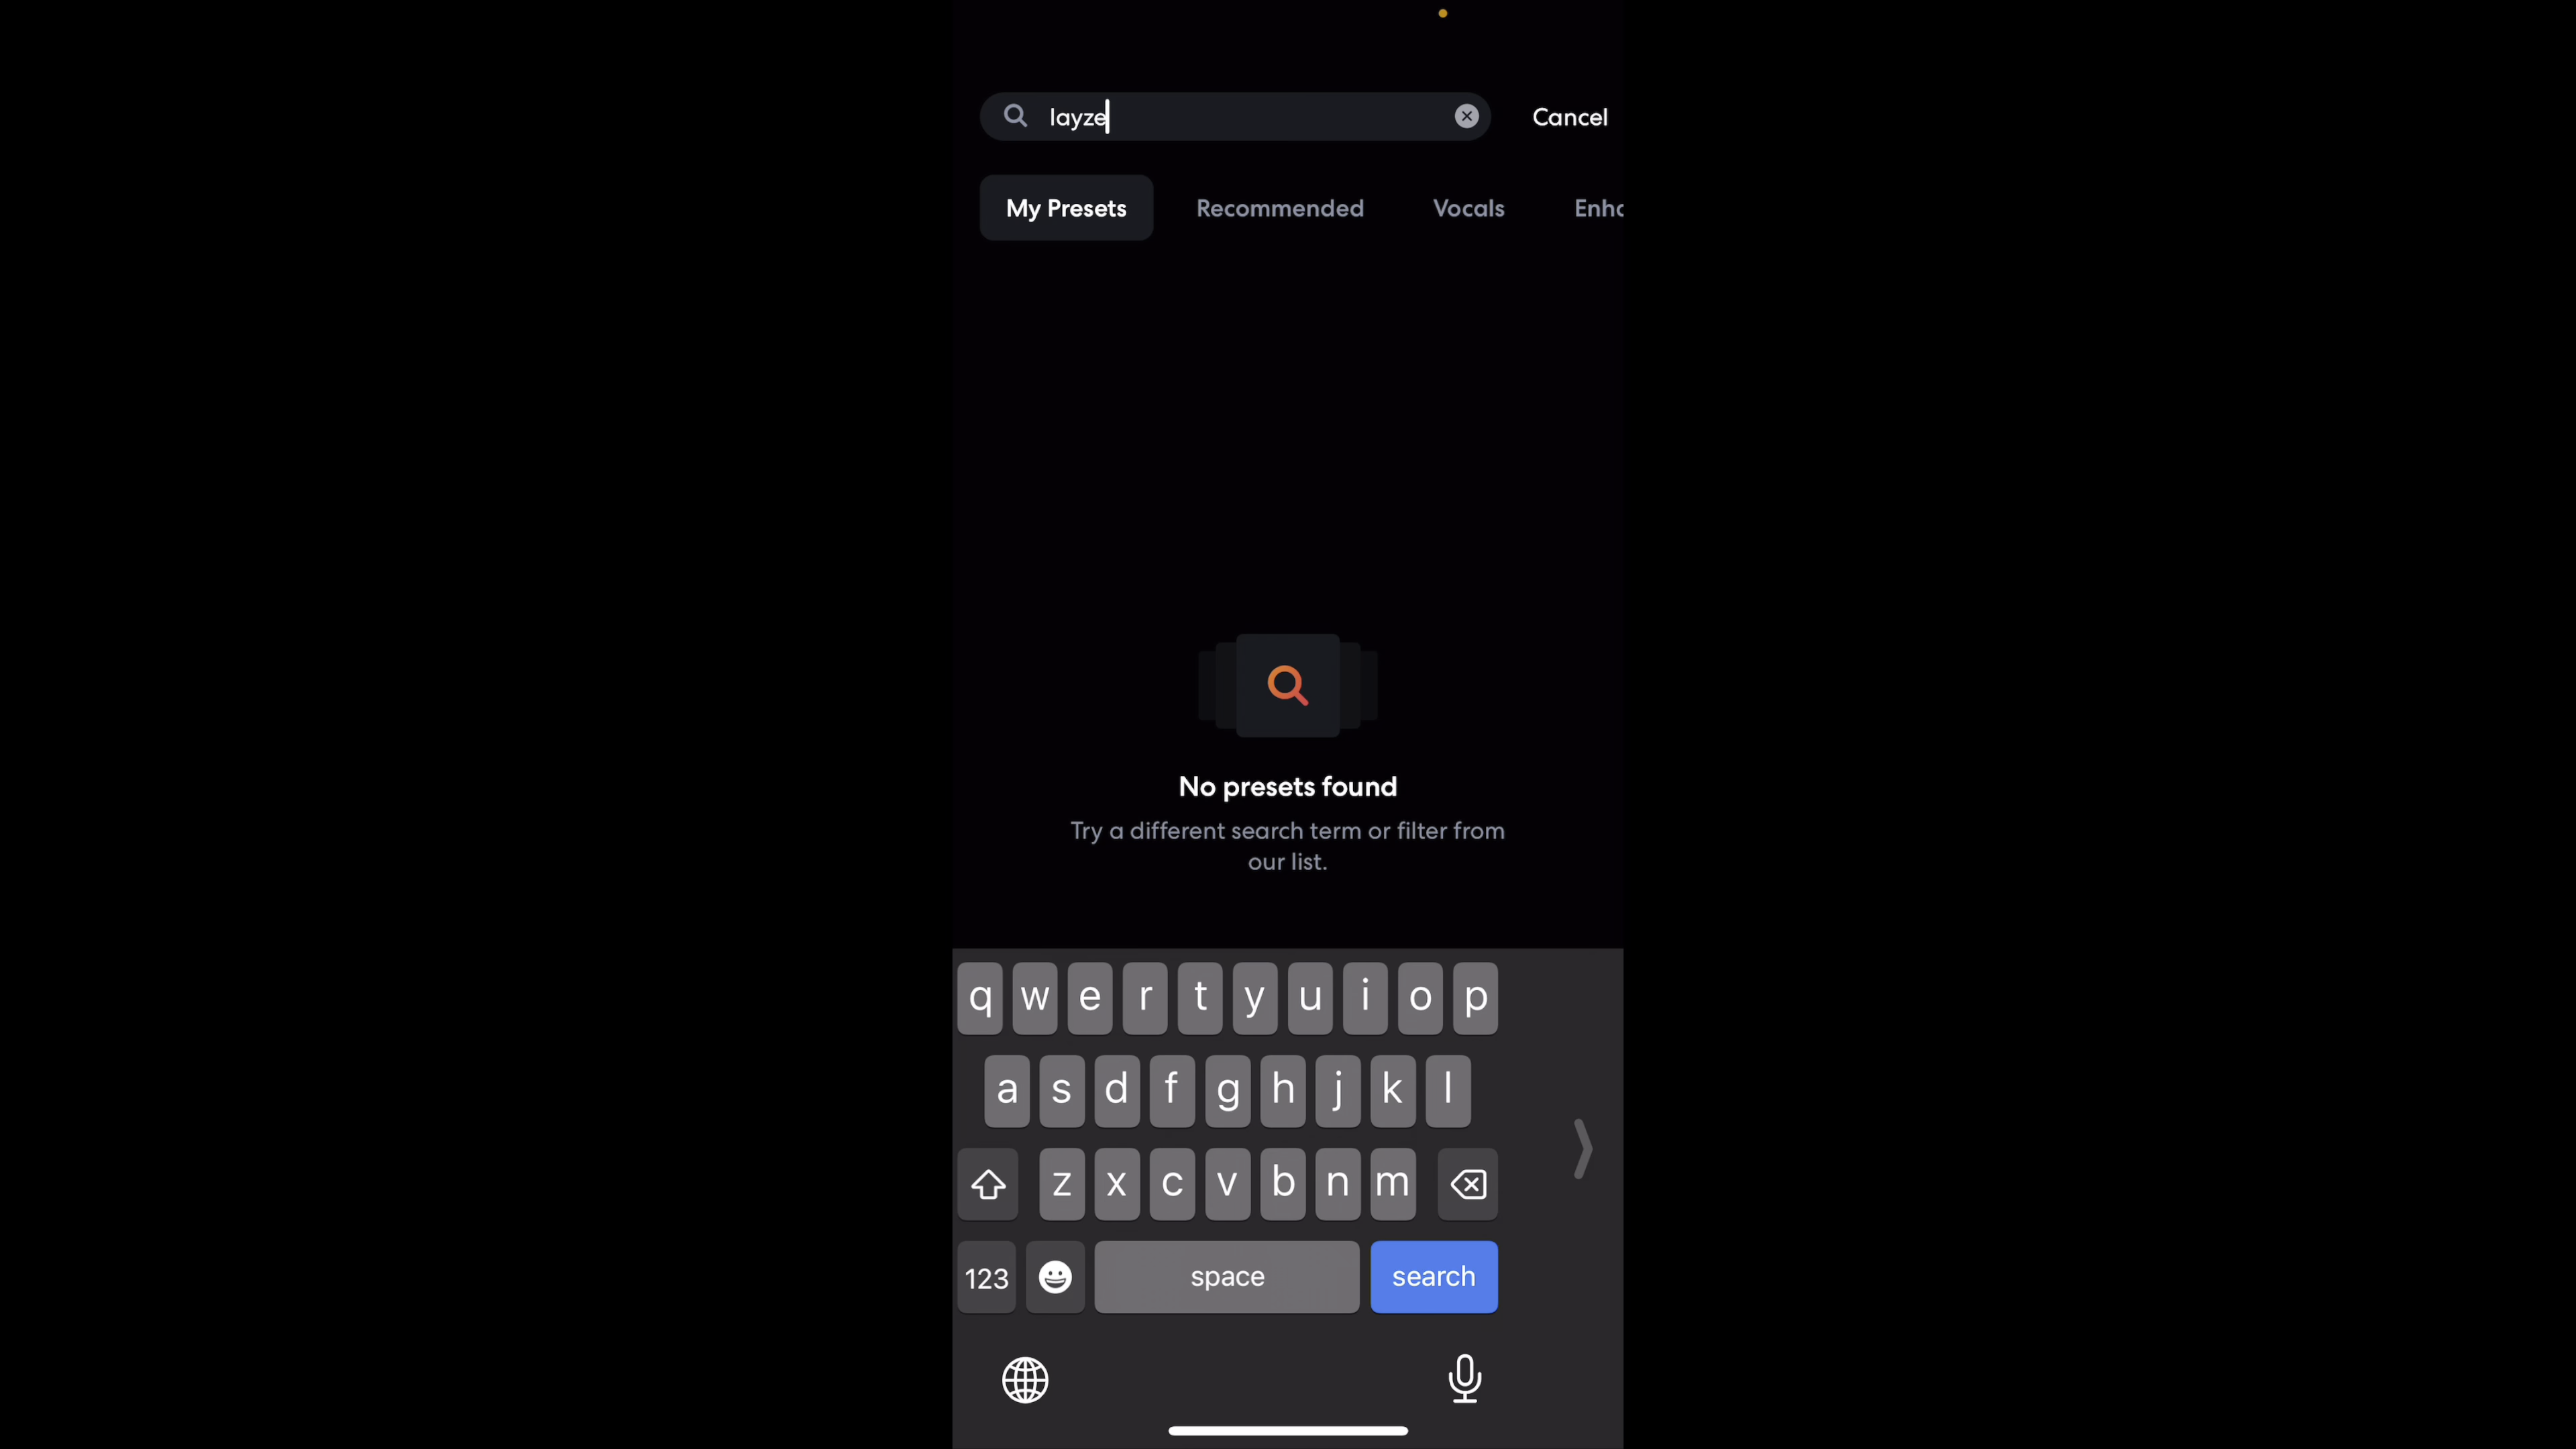 layze
Cancel
My Presets
Recommended
Vocals
Enhc
No presets found
Try a different search term or filter from
our list.
q w e r t y u i o p
a s d f g h j k l
z x c v b n m
123
space
search